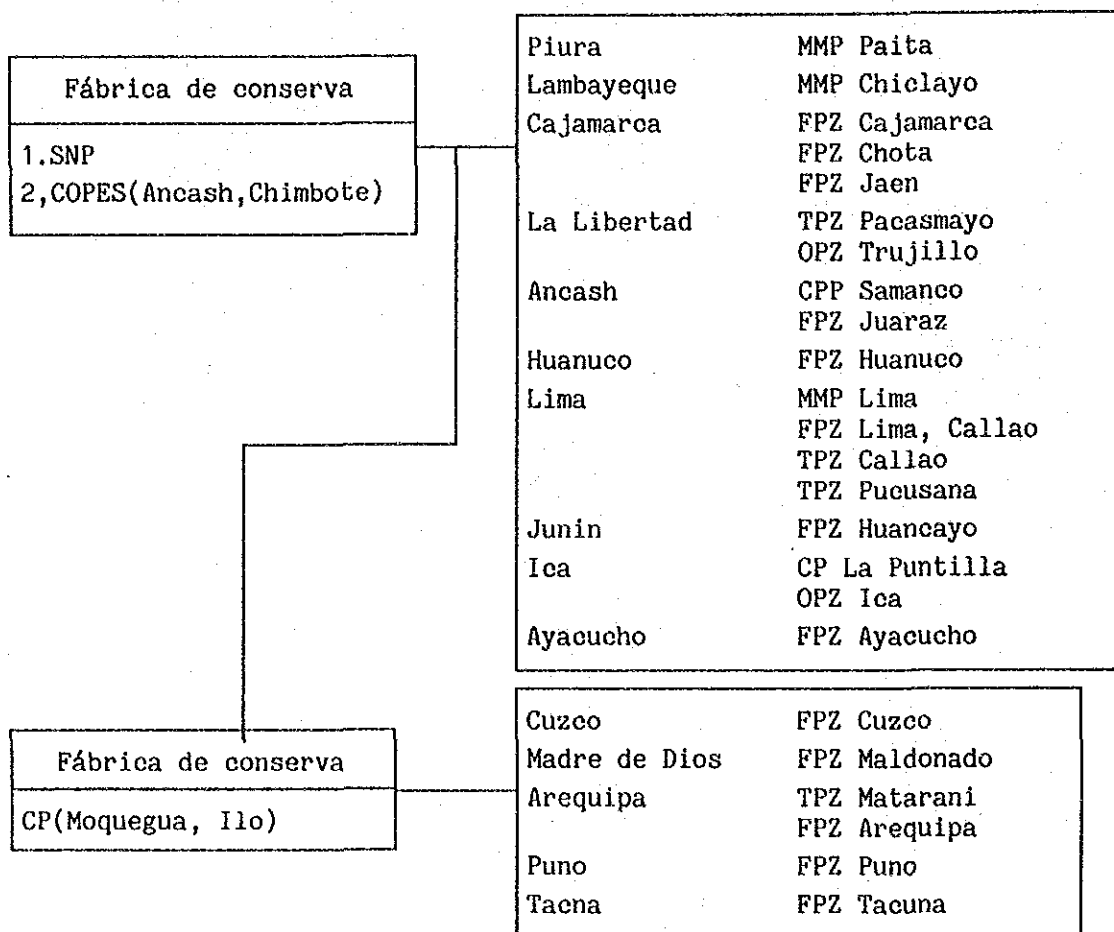 Fábrica de conserva
1.SNP
2,COPES(Ancash,Chimbote)
Piura MMP Paita
Lambayeque MMP Chiclayo
Cajamarca FPZ Cajamarca
FPZ Chota
FPZ Jaen
La Libertad TPZ Pacasmayo
OPZ Trujillo
Ancash CPP Samanco
FPZ Juaraz
Huanuco FPZ Huanuco
Lima MMP Lima
FPZ Lima, Callao
TPZ Callao
TPZ Pucusana
Junin FPZ Huancayo
Ica CP La Puntilla
OPZ Ica
Ayacucho FPZ Ayacucho
Fábrica de conserva
CP(Moquegua, Ilo)
Cuzco FPZ Cuzco
Madre de Dios FPZ Maldonado
Arequipa TPZ Matarani
FPZ Arequipa
Puno FPZ Puno
Tacna FPZ Tacuna